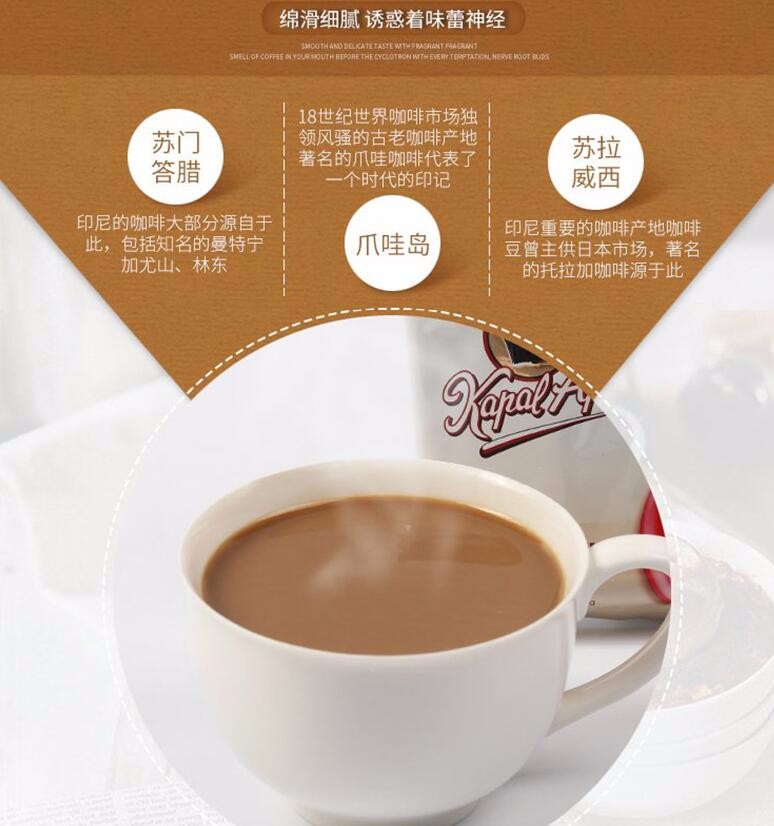 绵滑细腻 诱惑着味蕾神经
SMOOTH AND DELICATE TASTE WITH FRAGRANT FRAGRANT
SMELL OF COFFEE IN YOUR MOUTH BEFORE THE CYCLOTRON WITH EVERY TEMPTATION, NERVE ROOT BUDS
苏门
答腊
印尼的咖啡大部分源自于
此，包括知名的曼特宁
加尤山、林东
18世纪世界咖啡市场独
领风骚的古老咖啡产地
著名的爪哇咖啡代表了
一个时代的印记
爪哇岛
苏拉
威西
印尼重要的咖啡产地咖啡
豆曾主供日本市场，著名
的托拉加咖啡源于此
Kapal Ap